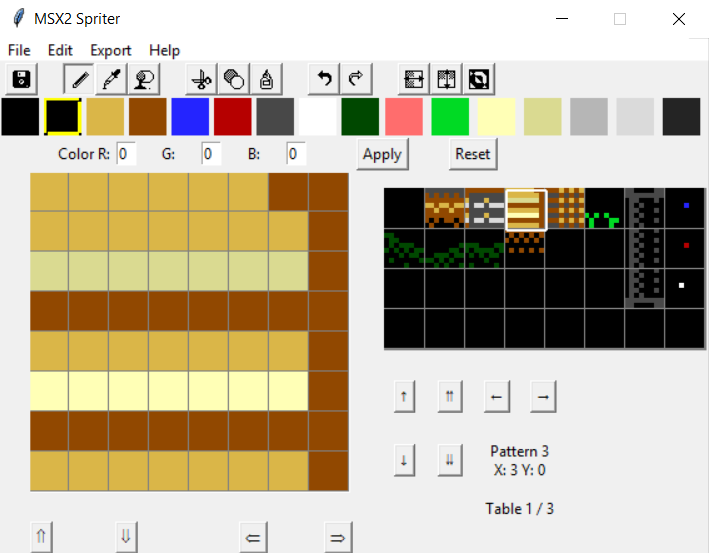 MSX2 Spriter
File Edit Export Help
Color R: 0 G: 0 B: 0 Apply Reset
↑ ⇈ ← →
↓ ⇊
Pattern 3
X: 3 Y: 0
Table 1 / 3
⇑ ⇓ ⇐ ⇒